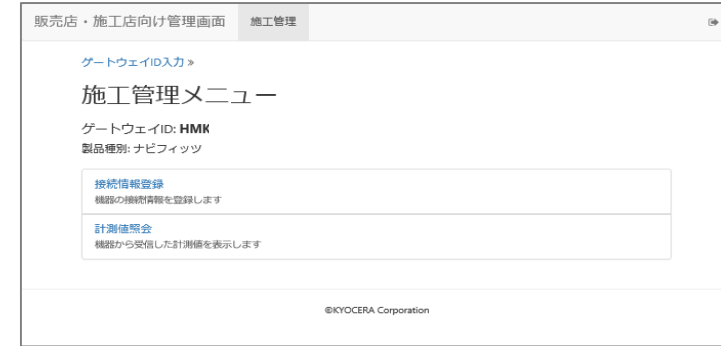 販売店・施工店向け管理画面 施工管理
ゲートウェイID入力 »
施工管理メニュー
ゲートウェイID: HMK
製品種別: ナビフィッツ
接続情報登録
機器の接続情報を登録します
計測値照会
機器から受信した計測値を表示します
©KYOCERA Corporation